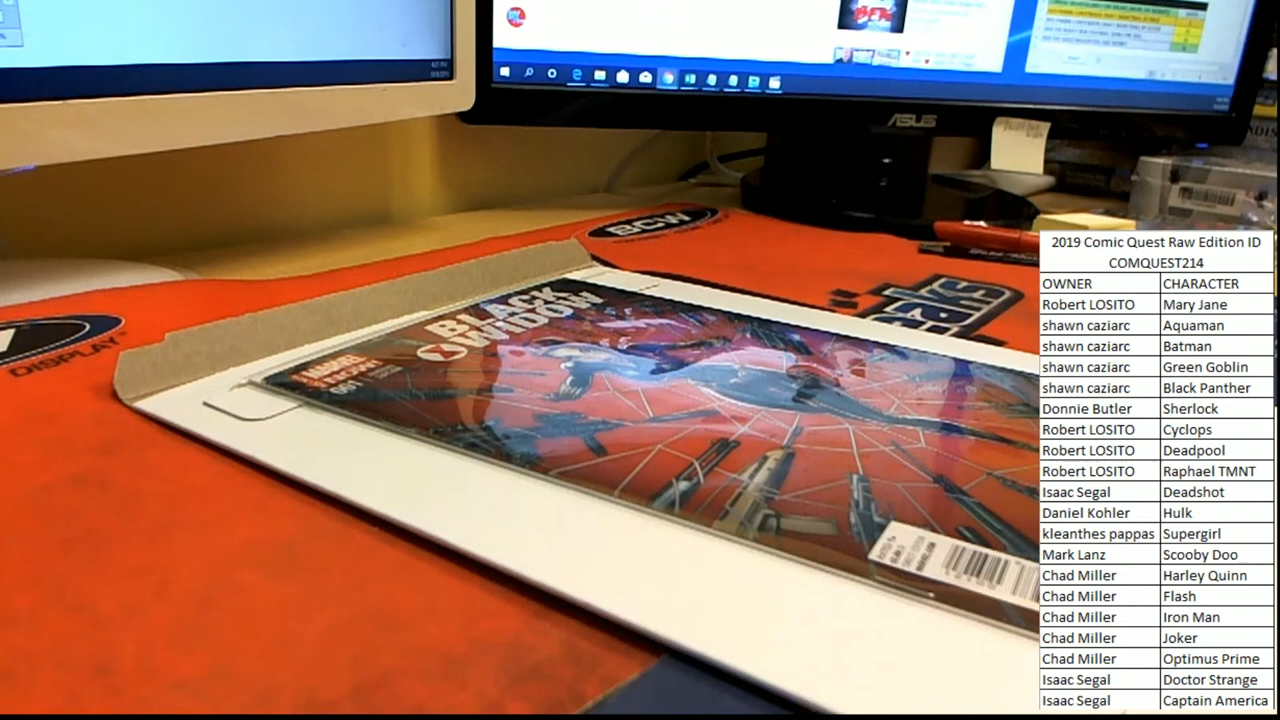 ASUS
BCW
DISPLAY
eaks
BLACK
WIDOW
MARVEL
001
2019 Comic Quest Raw Edition ID
COMQUEST214
OWNER CHARACTER
Robert LOSITO Mary Jane
shawn caziarc Aquaman
shawn caziarc Batman
shawn caziarc Green Goblin
shawn caziarc Black Panther
Donnie Butler Sherlock
Robert LOSITO Cyclops
Robert LOSITO Deadpool
Robert LOSITO Raphael TMNT
Isaac Segal Deadshot
Daniel Kohler Hulk
kleanthes pappas Supergirl
Mark Lanz Scooby Doo
Chad Miller Harley Quinn
Chad Miller Flash
Chad Miller Iron Man
Chad Miller Joker
Chad Miller Optimus Prime
Isaac Segal Doctor Strange
Isaac Segal Captain America